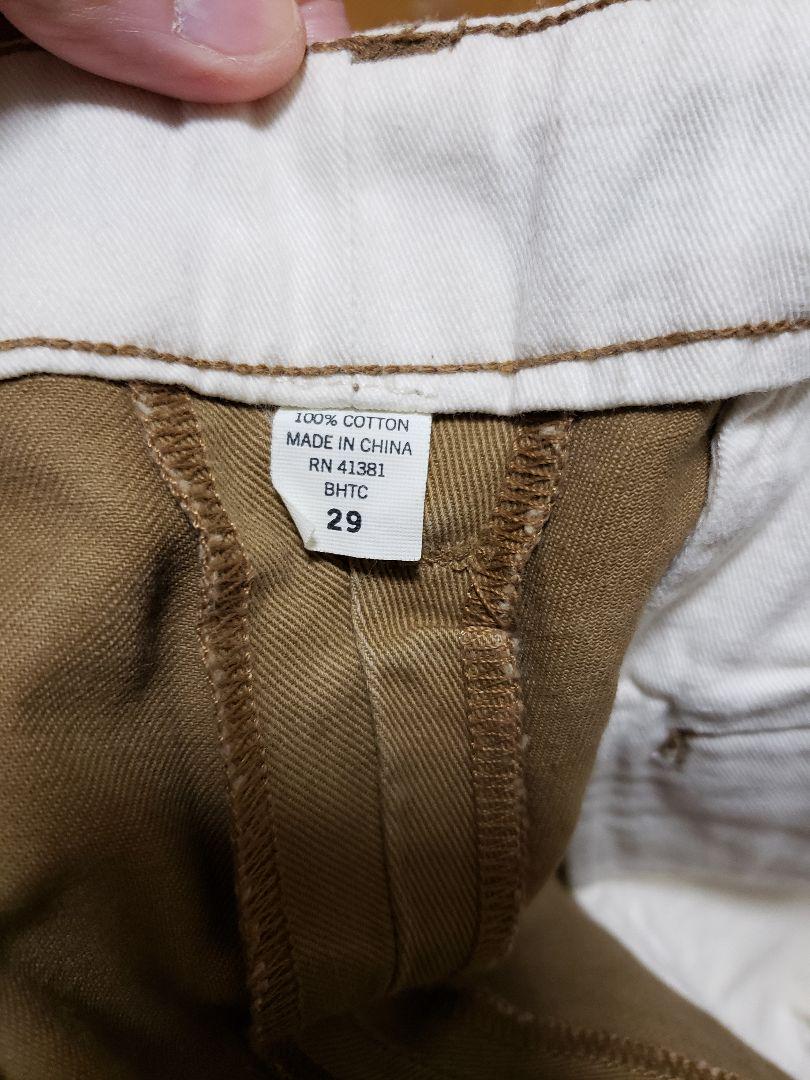 100% COTTON
MADE IN CHINA
RN 41381
BHTC
29